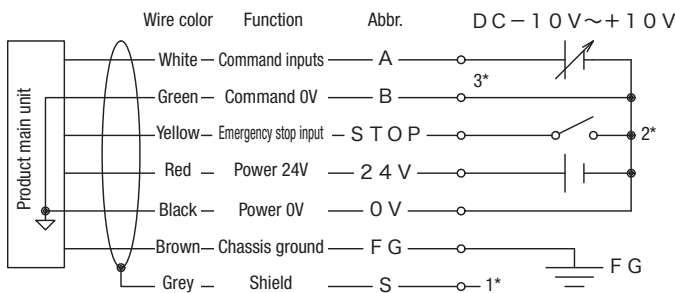 Wire color Function Abbr. DC－10V～+10V
White Command inputs A
3*
Green Command 0V B
Yellow Emergency stop input STOP 2*
Red Power 24V 24V
Black Power 0V 0V
Brown Chassis ground FG
FG
Grey Shield S 1*
Product main unit